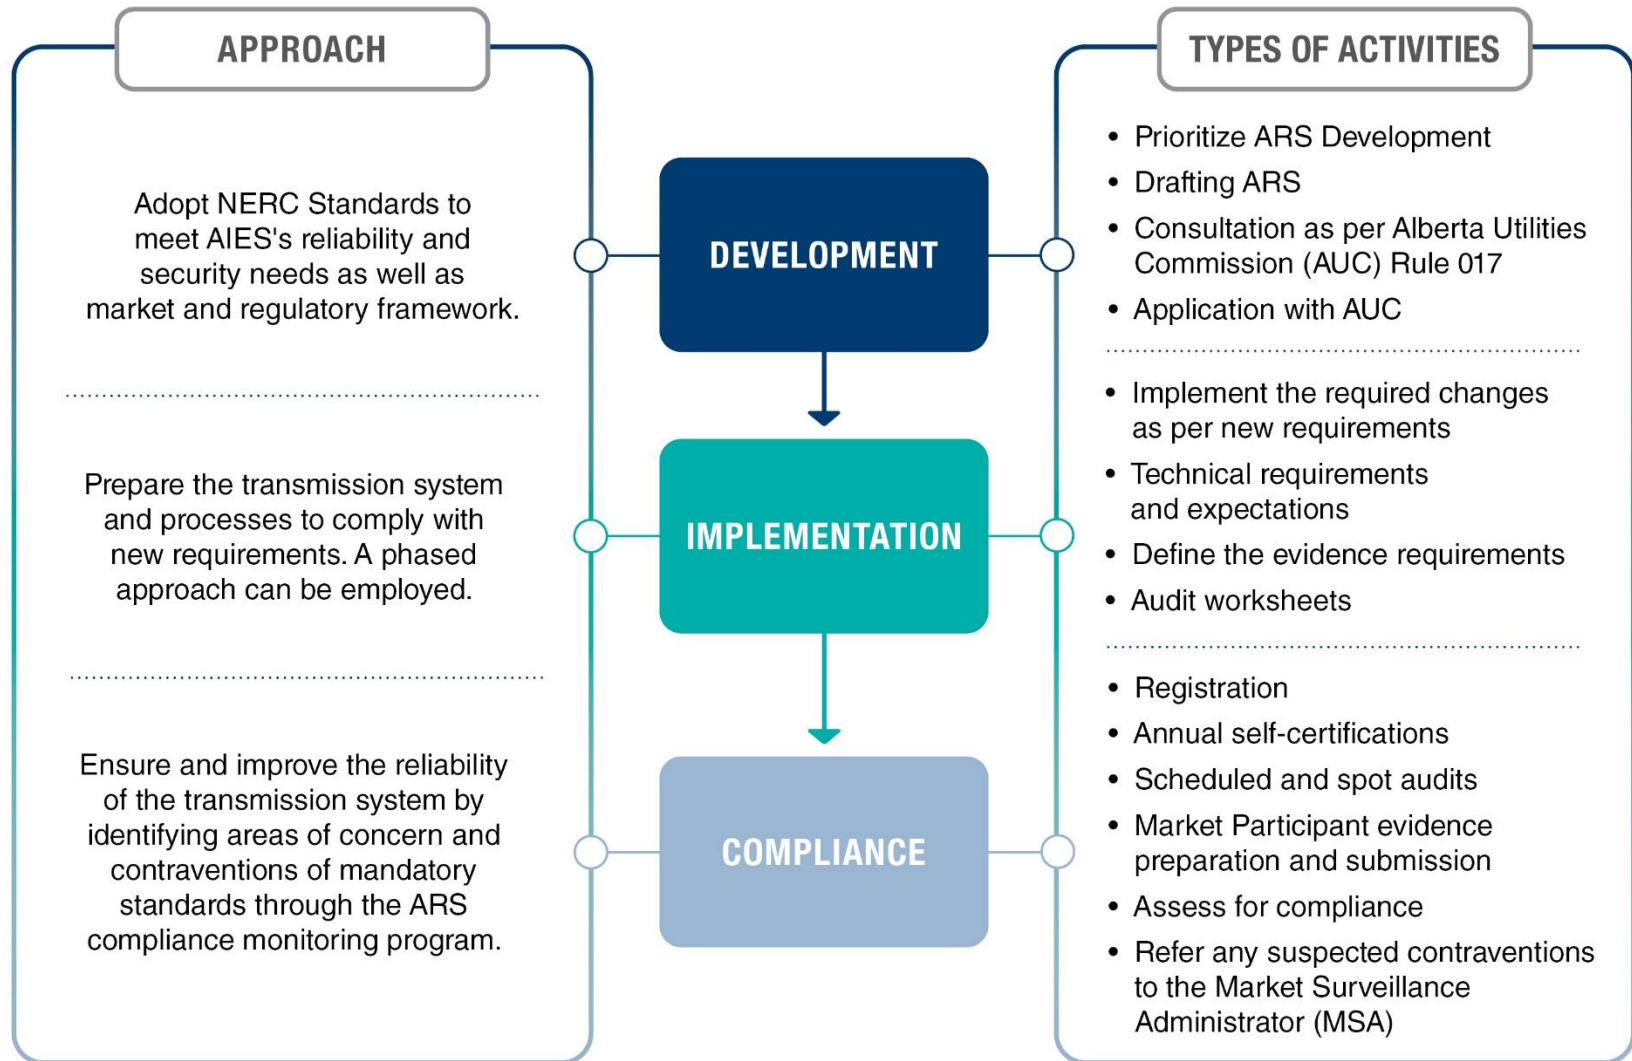 APPROACH
Adopt NERC Standards to
meet AIES's reliability and
security needs as well as
market and regulatory framework.
Prepare the transmission system
and processes to comply with
new requirements. A phased
approach can be employed.
Ensure and improve the reliability
of the transmission system by
identifying areas of concern and
contraventions of mandatory
standards through the ARS
compliance monitoring program.
DEVELOPMENT
IMPLEMENTATION
COMPLIANCE
TYPES OF ACTIVITIES
• Prioritize ARS Development
• Drafting ARS
• Consultation as per Alberta Utilities
Commission (AUC) Rule 017
• Application with AUC
• Implement the required changes
as per new requirements
• Technical requirements
and expectations
• Define the evidence requirements
• Audit worksheets
• Registration
• Annual self-certifications
• Scheduled and spot audits
• Market Participant evidence
preparation and submission
• Assess for compliance
• Refer any suspected contraventions
to the Market Surveillance
Administrator (MSA)